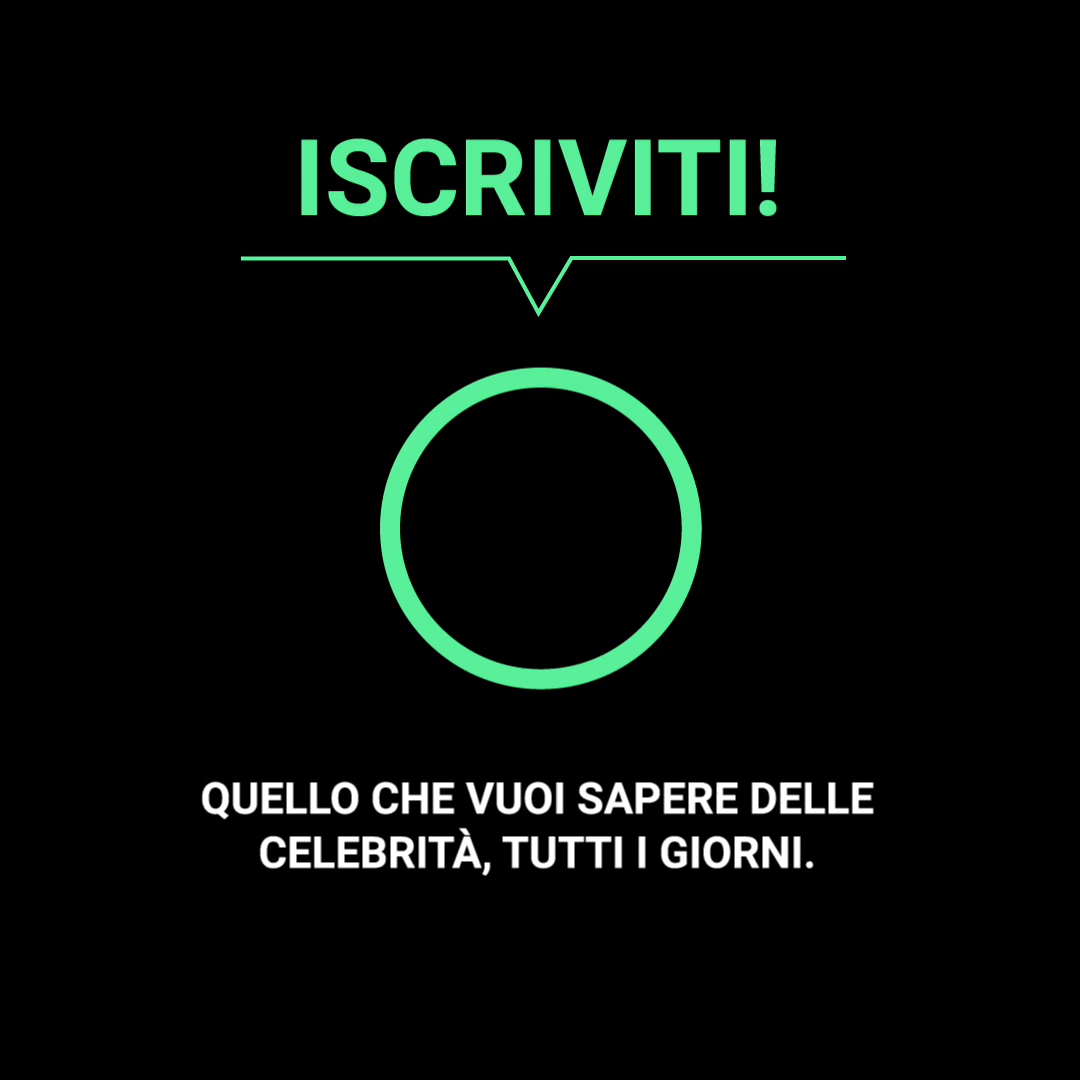 ISCRIVITI!
QUELLO CHE VUOI SAPERE DELLE
CELEBRITÀ, TUTTI I GIORNI.